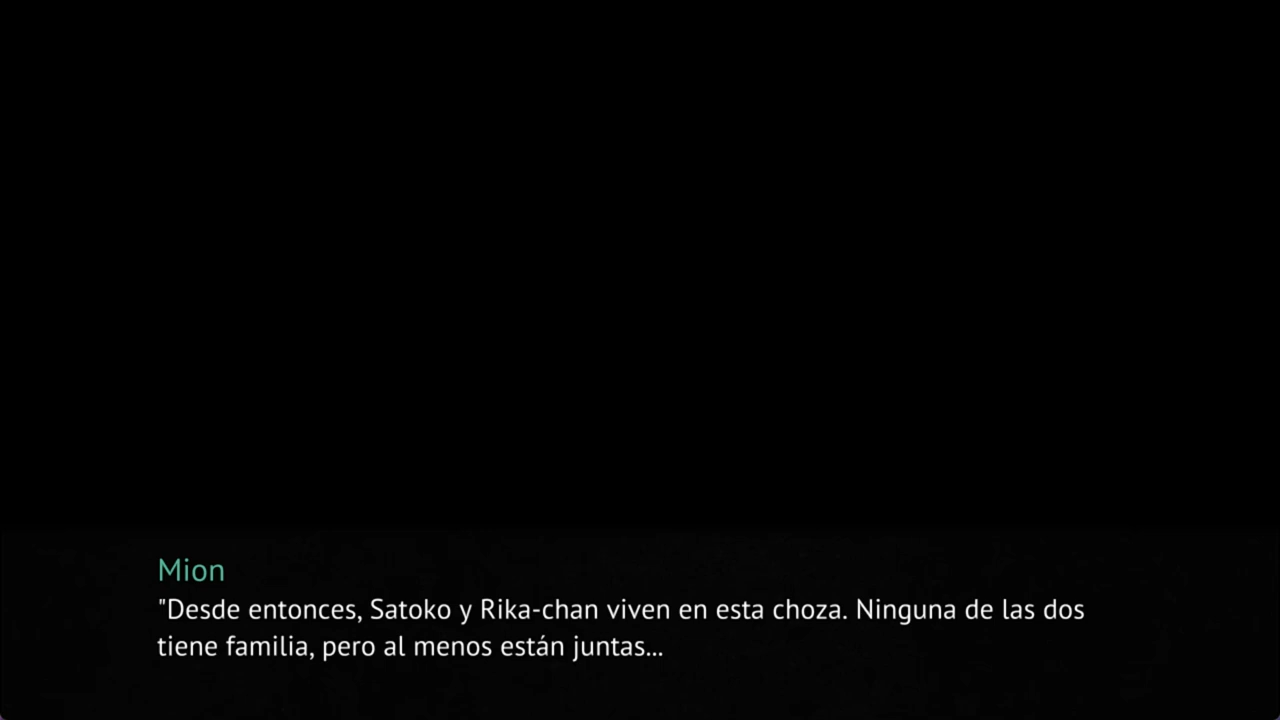 Mion
"Desde entonces, Satoko y Rika-chan viven en esta choza. Ninguna de las dos
tiene familia, pero al menos están juntas...